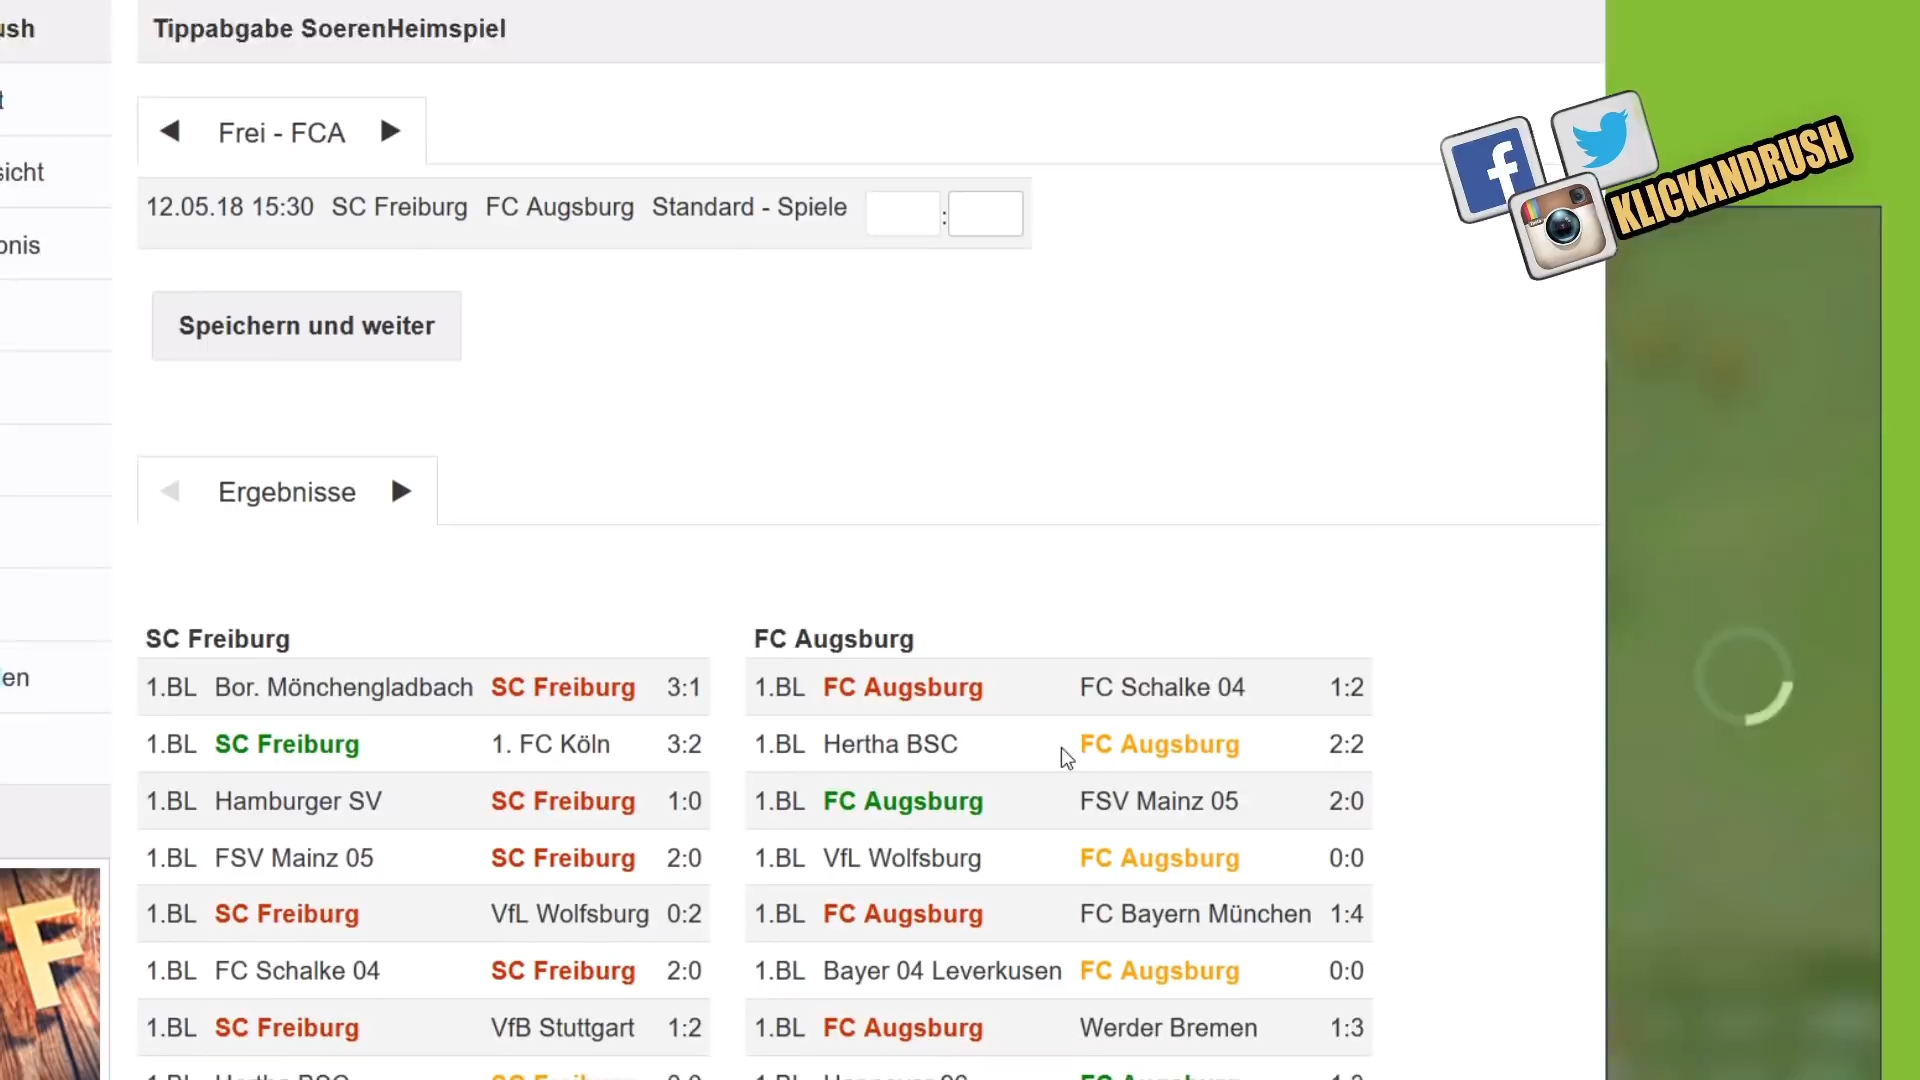 ush
Tippabgabe SoerenHeimspiel
t
Frei - FCA
sicht
12.05.18 15:30 SC Freiburg FC Augsburg Standard - Spiele :
KLICKANDRUSH
bnis
Speichern und weiter
Ergebnisse
SC Freiburg
1.BL Bor. Mönchengladbach SC Freiburg 3:1
1.BL SC Freiburg 1. FC Köln 3:2
1.BL Hamburger SV SC Freiburg 1:0
1.BL FSV Mainz 05 SC Freiburg 2:0
1.BL SC Freiburg VfL Wolfsburg 0:2
1.BL FC Schalke 04 SC Freiburg 2:0
1.BL SC Freiburg VfB Stuttgart 1:2
FC Augsburg
1.BL FC Augsburg FC Schalke 04 1:2
1.BL Hertha BSC FC Augsburg 2:2
1.BL FC Augsburg FSV Mainz 05 2:0
1.BL VfL Wolfsburg FC Augsburg 0:0
1.BL FC Augsburg FC Bayern München 1:4
1.BL Bayer 04 Leverkusen FC Augsburg 0:0
1.BL FC Augsburg Werder Bremen 1:3
en
F